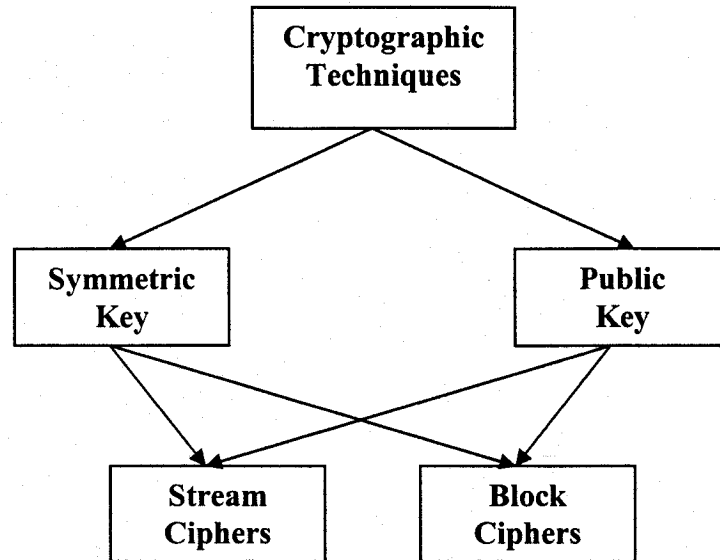 Cryptographic
Techniques
Symmetric
Key
Public
Key
Stream
Ciphers
Block
Ciphers